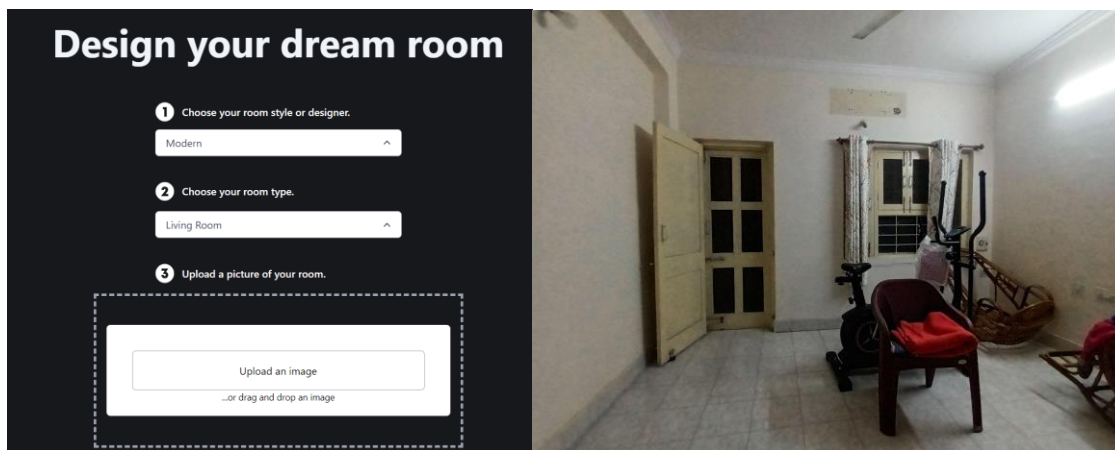 Design your dream room
1 Choose your room style or designer.
Modern
2 Choose your room type.
Living Room
3 Upload a picture of your room.
Upload an image
...or drag and drop an image